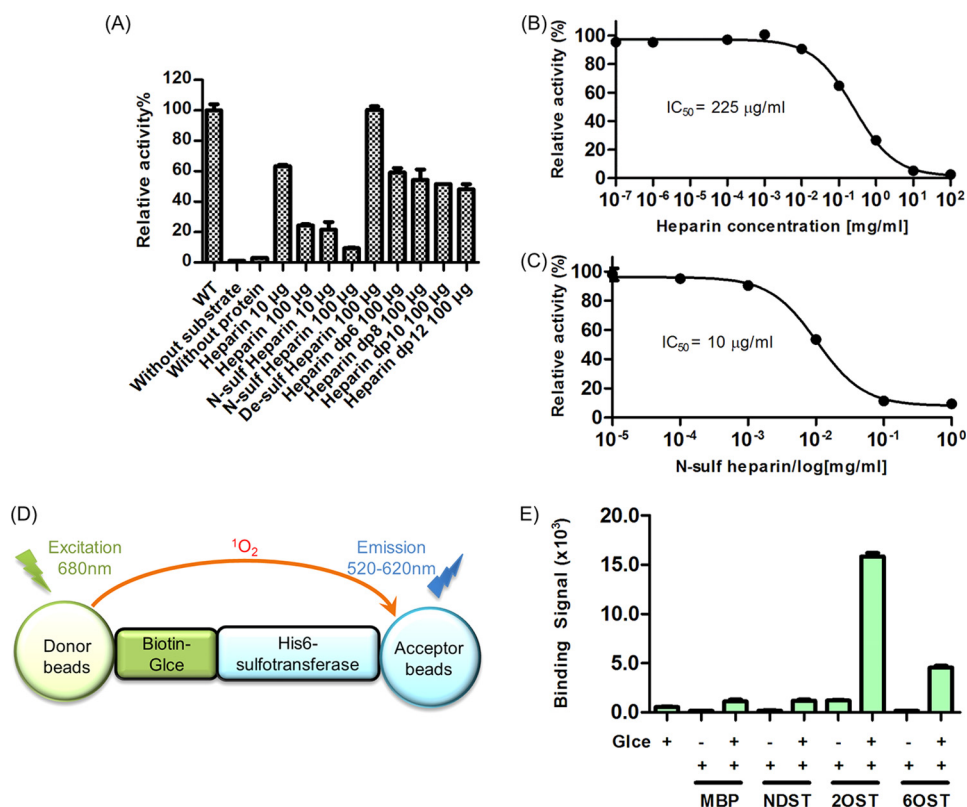 (A)
120
100
80
60
40
20
0
Relative activity%
WT
Without substrate
Without protein
Heparin 10 µg
Heparin 100 µg
N-sulf Heparin 10 µg
N-sulf Heparin 100 µg
De-sulf Heparin 100 µg
Heparin dp6 100 µg
Heparin dp8 100 µg
Heparin dp10 100 µg
Heparin dp12 100 µg
(B)
Relative activity (%)
100
80
60
40
20
0
IC50 = 225 µg/ml
10-7 10-6 10-5 10-4 10-3 10-2 10-1 100 101 102
Heparin concentration [mg/ml]
(C)
Relative activity (%)
100
80
60
40
20
0
IC50 = 10 µg/ml
10-5 10-4 10-3 10-2 10-1 100
N-sulf heparin/log[mg/ml]
(D)
Excitation
680nm
1O2
Emission
520-620nm
Donor
beads
Biotin-
Glce
His6-
sulfotransferase
Acceptor
beads
E)
Binding Signal (x103)
20.0
15.0
10.0
5.0
0.0
Glce + - + - + - + - +
+ + + + + + + +
MBP NDST 2OST 6OST